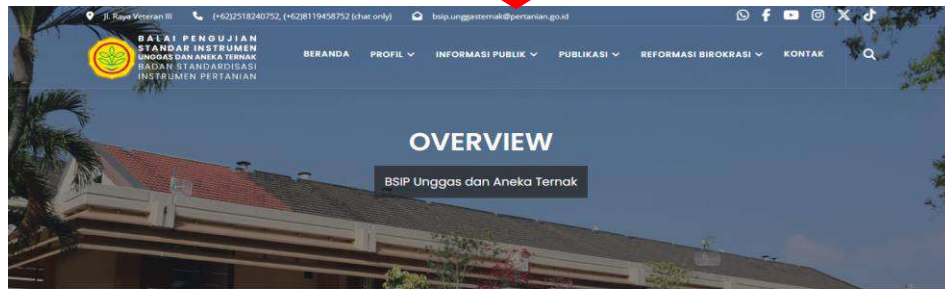 Jl. Raya Veteran III (+62)2518240752, (+62)8119458752 (chat only) bsip.unggasternak@pertanian.go.id
BALAI PENGUJIAN
STANDAR INSTRUMEN
UNGGAS DAN ANEKA TERNAK
BADAN STANDARDISASI
INSTRUMEN PERTANIAN
BERANDA PROFIL INFORMASI PUBLIK PUBLIKASI REFORMASI BIROKRASI KONTAK
OVERVIEW
BSIP Unggas dan Aneka Ternak